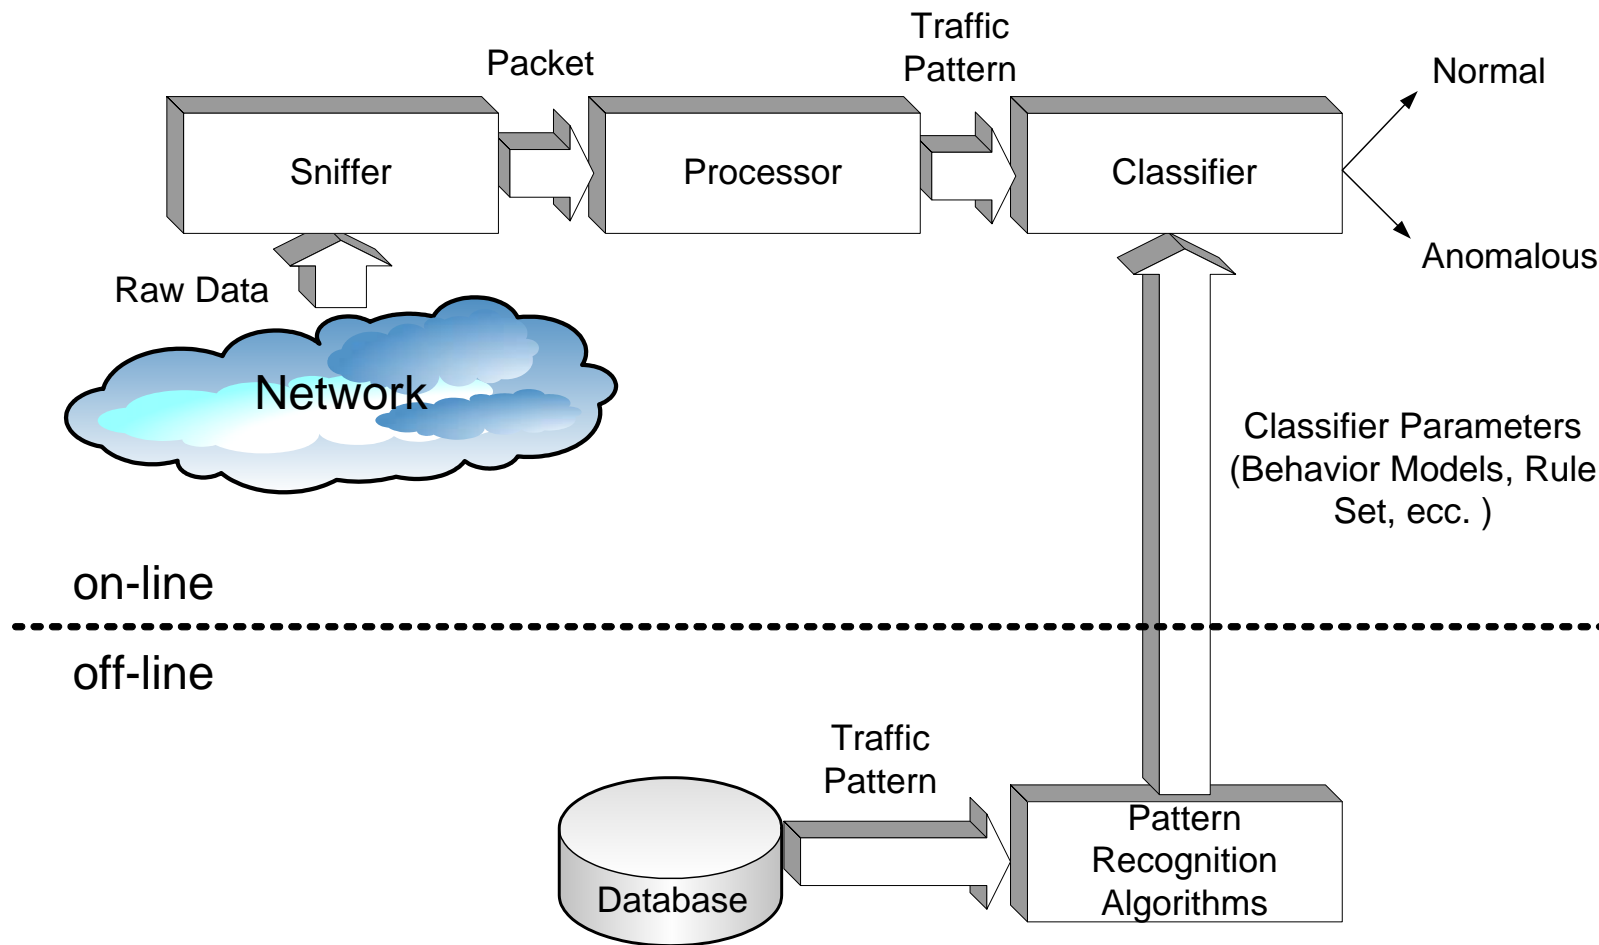 Traffic
Pattern
Packet
Normal
Sniffer
Processor
Classifier
Anomalous
Raw Data
Network
Classifier Parameters
(Behavior Models, Rule
Set, ecc. )
on-line
off-line
Traffic
Pattern
Database
Pattern
Recognition
Algorithms